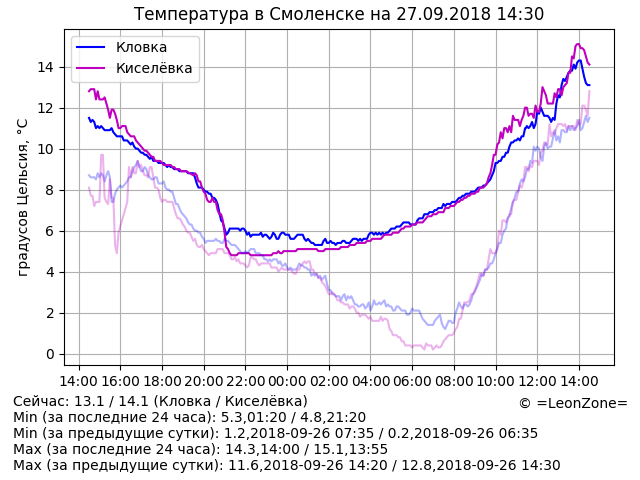 Температура в Смоленске на 27.09.2018 14:30
Кловка
Киселёвка
градусов Цельсия, °C
14
12
10
8
6
4
2
0
14:00 16:00 18:00 20:00 22:00 00:00 02:00 04:00 06:00 08:00 10:00 12:00 14:00
Сейчас: 13.1 / 14.1 (Кловка / Киселёвка)
© =LeonZone=
Min (за последние 24 часа): 5.3,01:20 / 4.8,21:20
Min (за предыдущие сутки): 1.2,2018-09-26 07:35 / 0.2,2018-09-26 06:35
Max (за последние 24 часа): 14.3,14:00 / 15.1,13:55
Max (за предыдущие сутки): 11.6,2018-09-26 14:20 / 12.8,2018-09-26 14:30